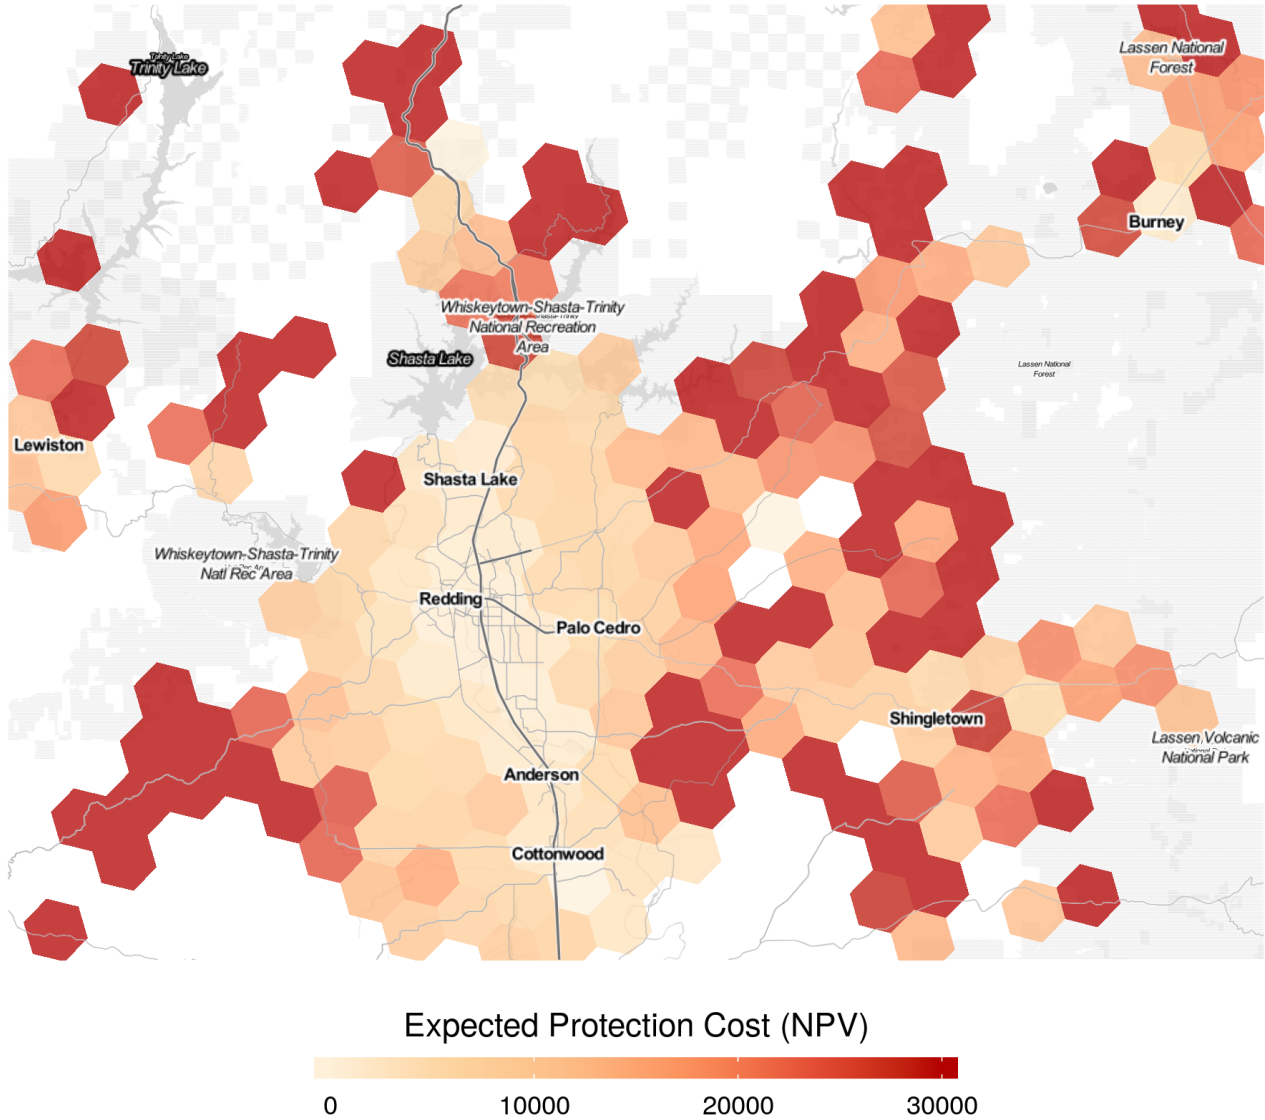 Trinity Lake
Trinity Lake
Lassen National
Forest
Burney
Whiskeytown-Shasta-Trinity
National Recreation
Area
Shasta Lake
Lassen National
Forest
Lewiston
Shasta Lake
Whiskeytown-Shasta-Trinity
Natl Rec Area
Redding
Palo Cedro
Shingletown
Lassen Volcanic
National Park
Anderson
Cottonwood
Expected Protection Cost (NPV)
0 10000 20000 30000